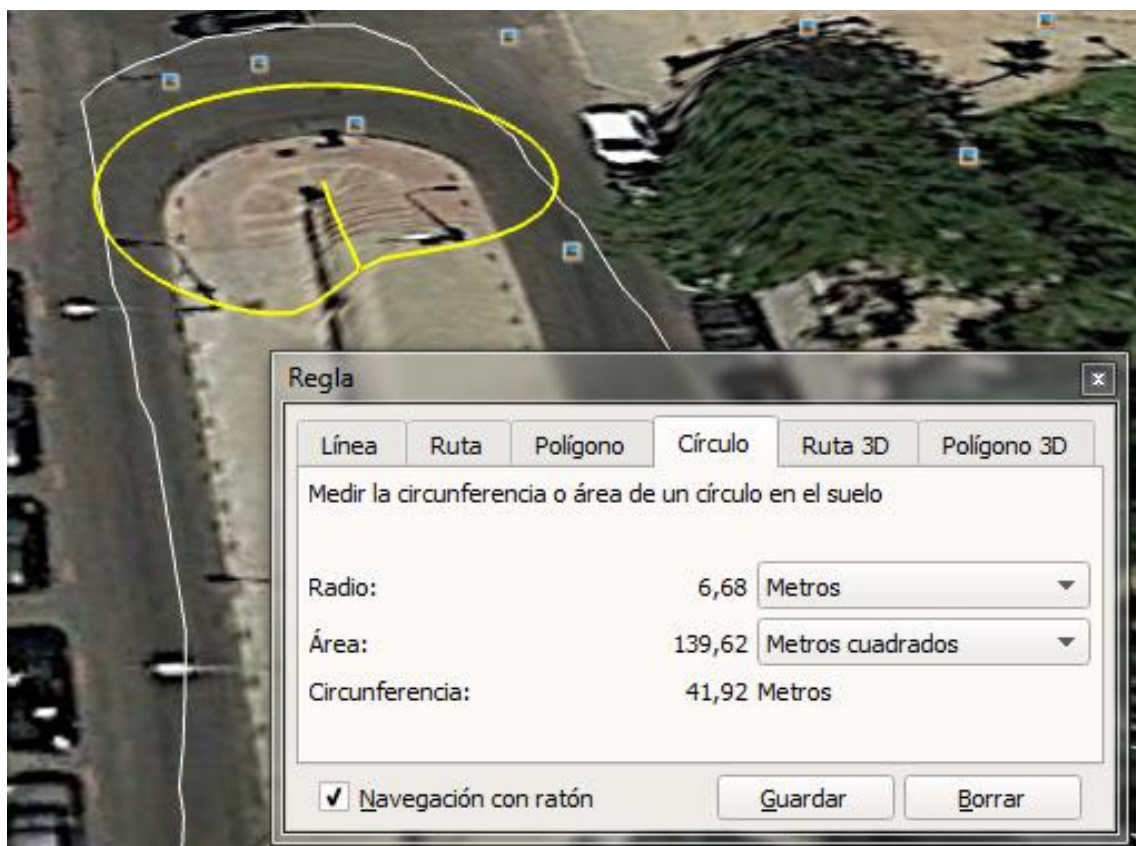 Regla
Línea Ruta Polígono Círculo Ruta 3D Polígono 3D
Medir la circunferencia o área de un círculo en el suelo
Radio: 6,68 Metros
Área: 139,62 Metros cuadrados
Circunferencia: 41,92 Metros
Navegación con ratón Guardar Borrar